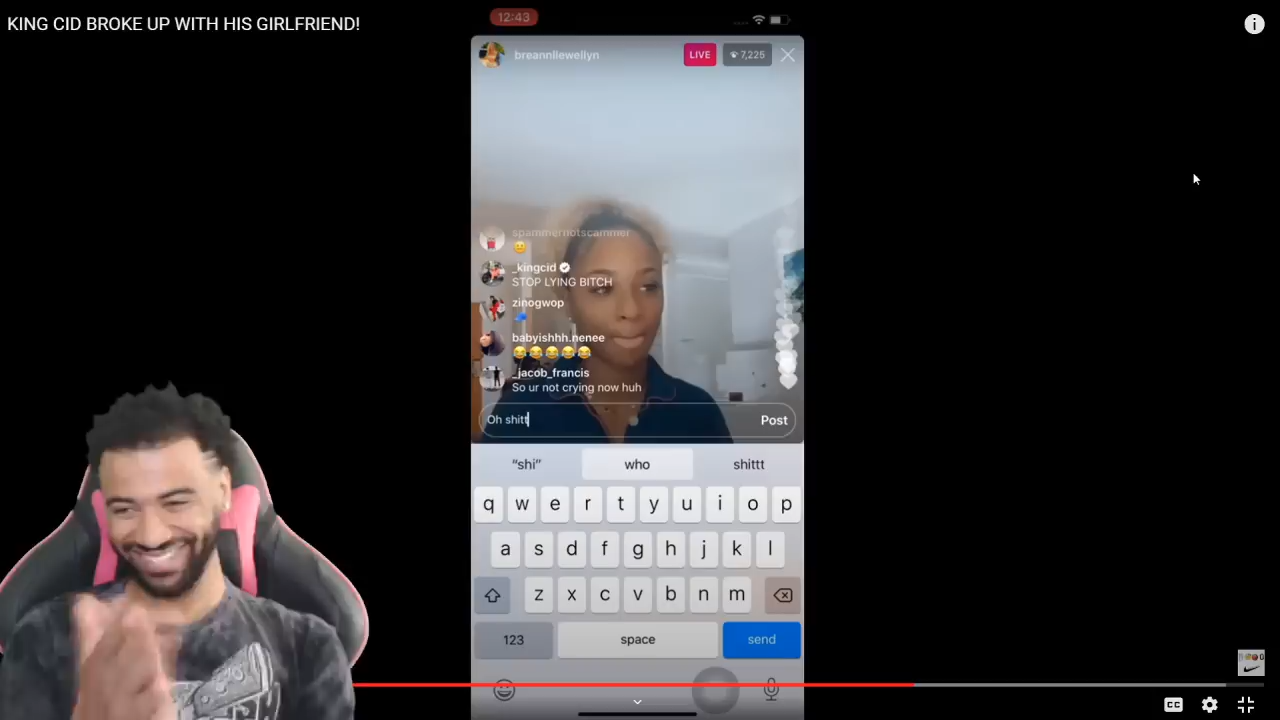 KING CID BROKE UP WITH HIS GIRLFRIEND!
12:43
breannllewellyn
LIVE
7,225
spammernotscammer
😐
_kingcid
STOP LYING BITCH
zinogwop
🧢
babyishhh.nenee
😂😂😂😂😂
_jacob_francis
So ur not crying now huh
Oh shitt
Post
"shi" who shittt
q w e r t y u i o p
a s d f g h j k l
z x c v b n m
123 space send
CC